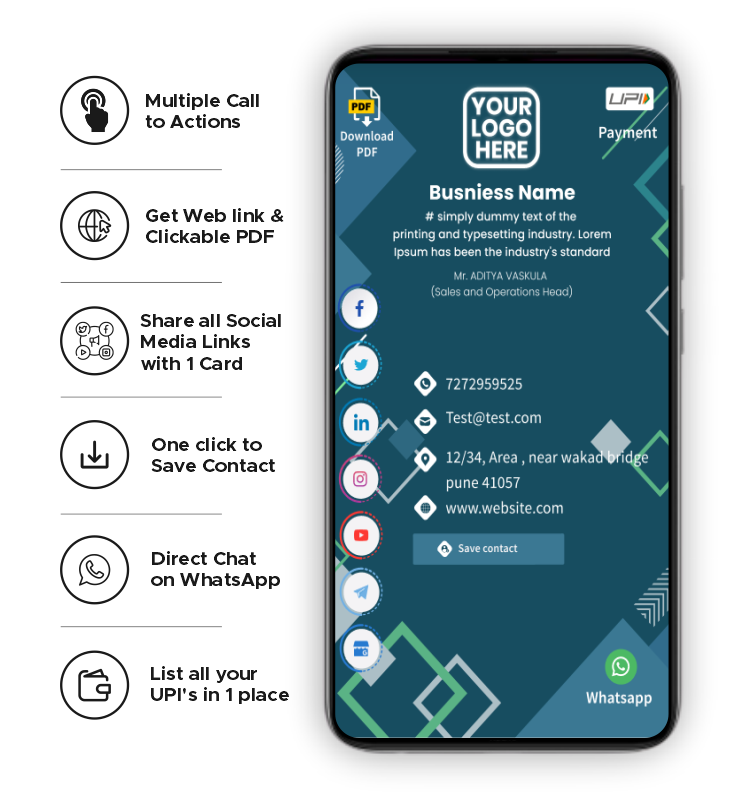 Multiple Call
to Actions
Get Web link &
Clickable PDF
Share all Social
Media Links
with 1 Card
One click to
Save Contact
Direct Chat
on WhatsApp
List all your
UPI's in 1 place
PDF
Download
PDF
YOUR
LOGO
HERE
UPI
Payment
Busniess Name
# simply dummy text of the
printing and typesetting industry. Lorem
Ipsum has been the industry's standard
Mr. ADITYA VASKULA
(Sales and Operations Head)
7272959525
Test@test.com
12/34, Area , near wakad bridge
pune 41057
www.website.com
Save contact
Whatsapp